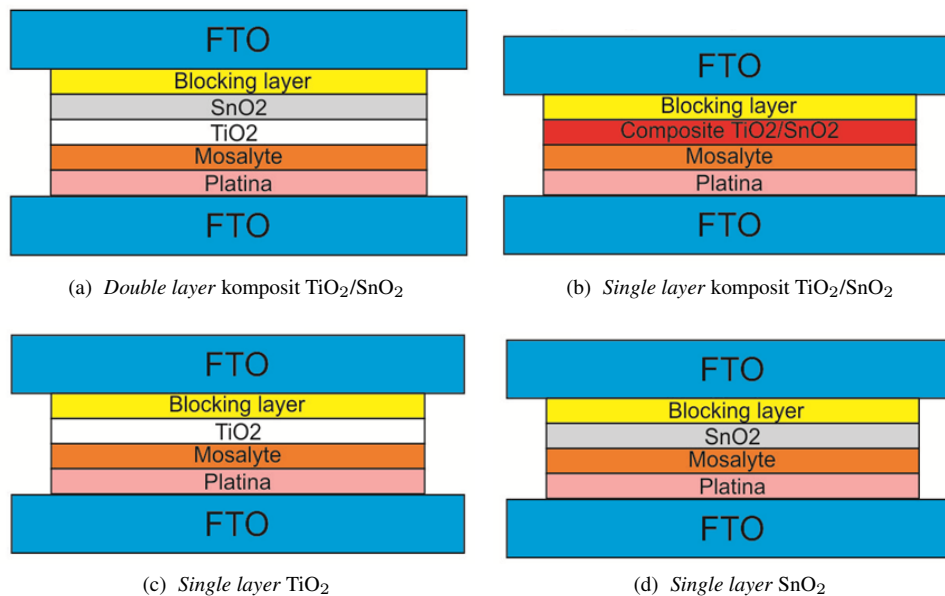 FTO
Blocking layer
SnO2
TiO2
Mosalyte
Platina
FTO
(a) Double layer komposit TiO₂/SnO₂
FTO
Blocking layer
Composite TiO2/SnO2
Mosalyte
Platina
FTO
(b) Single layer komposit TiO₂/SnO₂
FTO
Blocking layer
TiO2
Mosalyte
Platina
FTO
(c) Single layer TiO₂
FTO
Blocking layer
SnO2
Mosalyte
Platina
FTO
(d) Single layer SnO₂